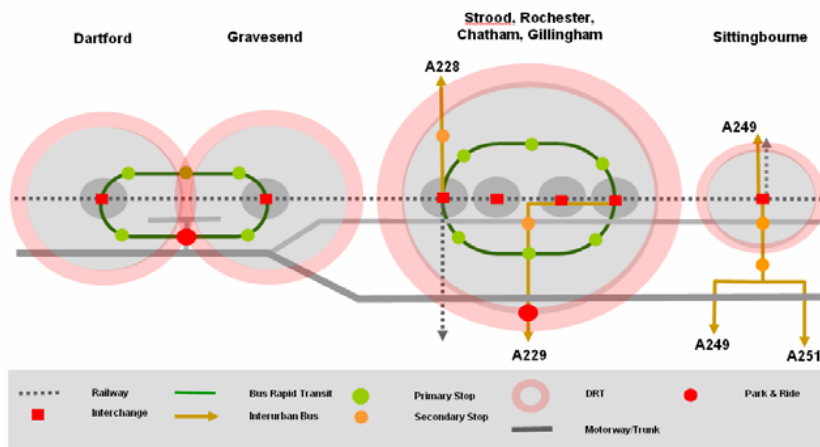 Dartford
Gravesend
Strood, Rochester,
Chatham, Gillingham
Sittingbourne
A228
A249
A229
A249
A251
Railway
Bus Rapid Transit
Primary Stop
DRT
Park & Ride
Interchange
Interurban Bus
Secondary Stop
Motorway/Trunk